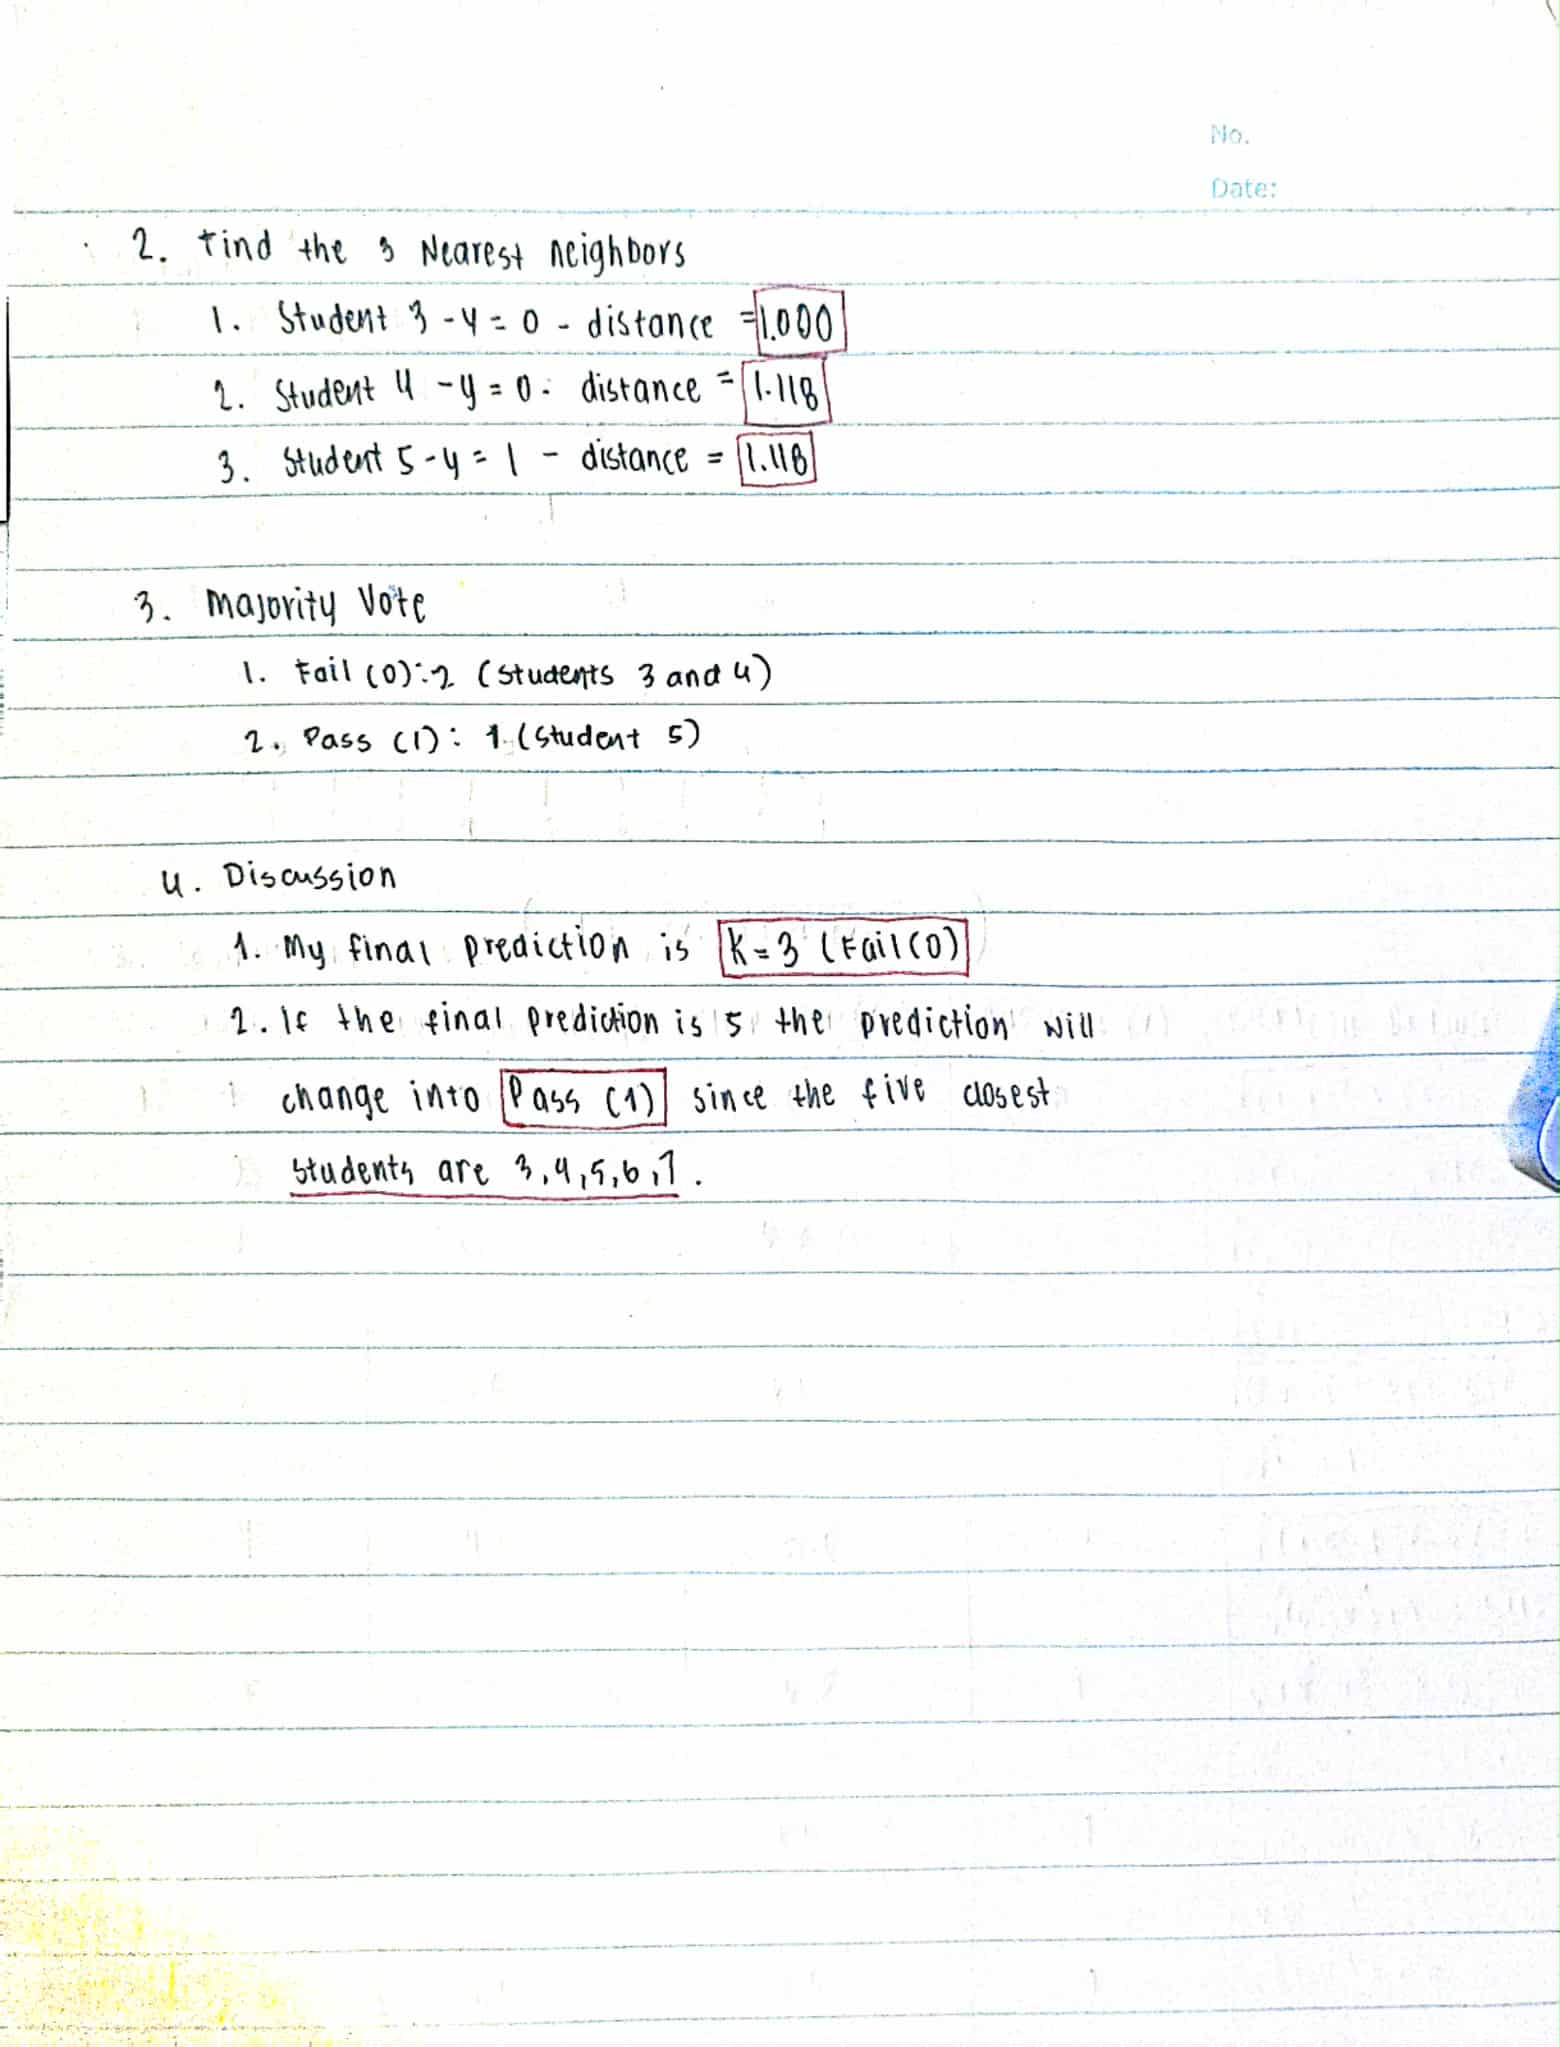 No.
Date:
2. Find the 3 Nearest neighbors
1. Student 3 - y = 0 - distance = 1.000
2. Student 4 - y = 0 - distance = 1.118
3. Student 5 - y = 1 - distance = 1.118
3. Majority Vote
1. Fail (0): 2 (Students 3 and 4)
2. Pass (1): 1 (Student 5)
4. Discussion
1. My final prediction is K = 3 (Fail (0)
2. If the final prediction is 5 the prediction will
change into Pass (1) since the five closest
students are 3,4,5,6,7.